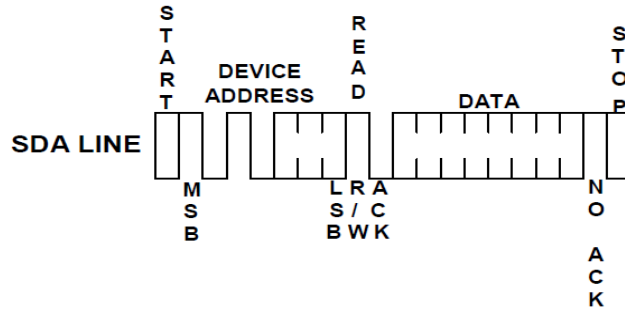 START
DEVICE
ADDRESS
READ
DATA
STOP
SDA LINE
MSB
LSB
R/W
ACK
NO ACK